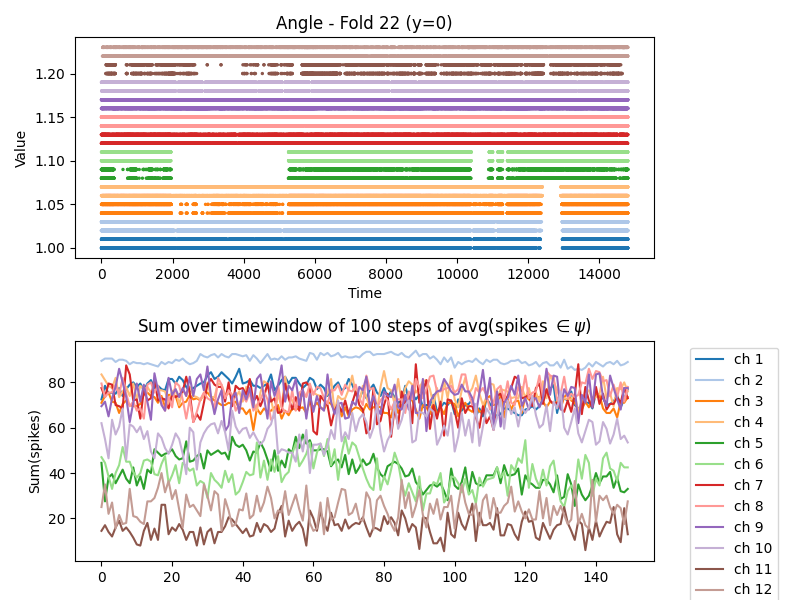 Angle - Fold 22 (y=0)
Value
1.20
1.15
1.10
1.05
1.00
0 2000 4000 6000 8000 10000 12000 14000
Time
Sum over timewindow of 100 steps of avg(spikes ∈ ψ)
Sum(spikes)
80
60
40
20
0 20 40 60 80 100 120 140
ch 1
ch 2
ch 3
ch 4
ch 5
ch 6
ch 7
ch 8
ch 9
ch 10
ch 11
ch 12